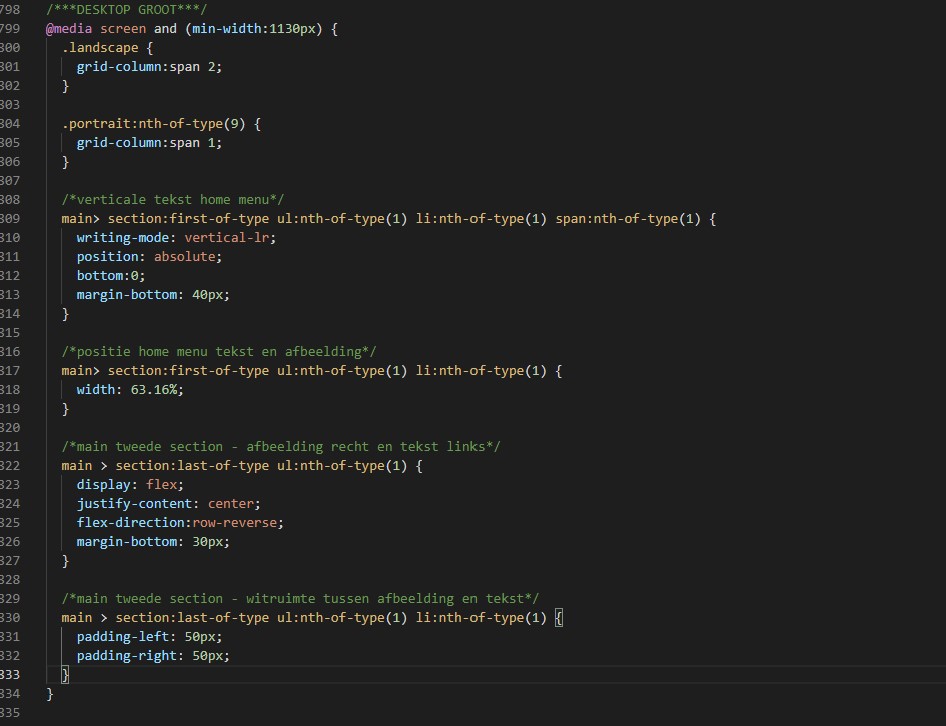 798 /***DESKTOP GROOT***/
799 @media screen and (min-width:1130px) {
800 .landscape {
801 grid-column:span 2;
802 }
803
804 .portrait:nth-of-type(9) {
805 grid-column:span 1;
806 }
807
808 /*verticale tekst home menu*/
809 main> section:first-of-type ul:nth-of-type(1) li:nth-of-type(1) span:nth-of-type(1) {
810 writing-mode: vertical-lr;
811 position: absolute;
812 bottom:0;
813 margin-bottom: 40px;
814 }
815
816 /*positie home menu tekst en afbeelding*/
817 main> section:first-of-type ul:nth-of-type(1) li:nth-of-type(1) {
818 width: 63.16%;
819 }
820
821 /*main tweede section - afbeelding recht en tekst links*/
822 main > section:last-of-type ul:nth-of-type(1) {
823 display: flex;
824 justify-content: center;
825 flex-direction:row-reverse;
826 margin-bottom: 30px;
827 }
828
829 /*main tweede section - witruimte tussen afbeelding en tekst*/
830 main > section:last-of-type ul:nth-of-type(1) li:nth-of-type(1) {
831 padding-left: 50px;
832 padding-right: 50px;
833 }
834 }
835